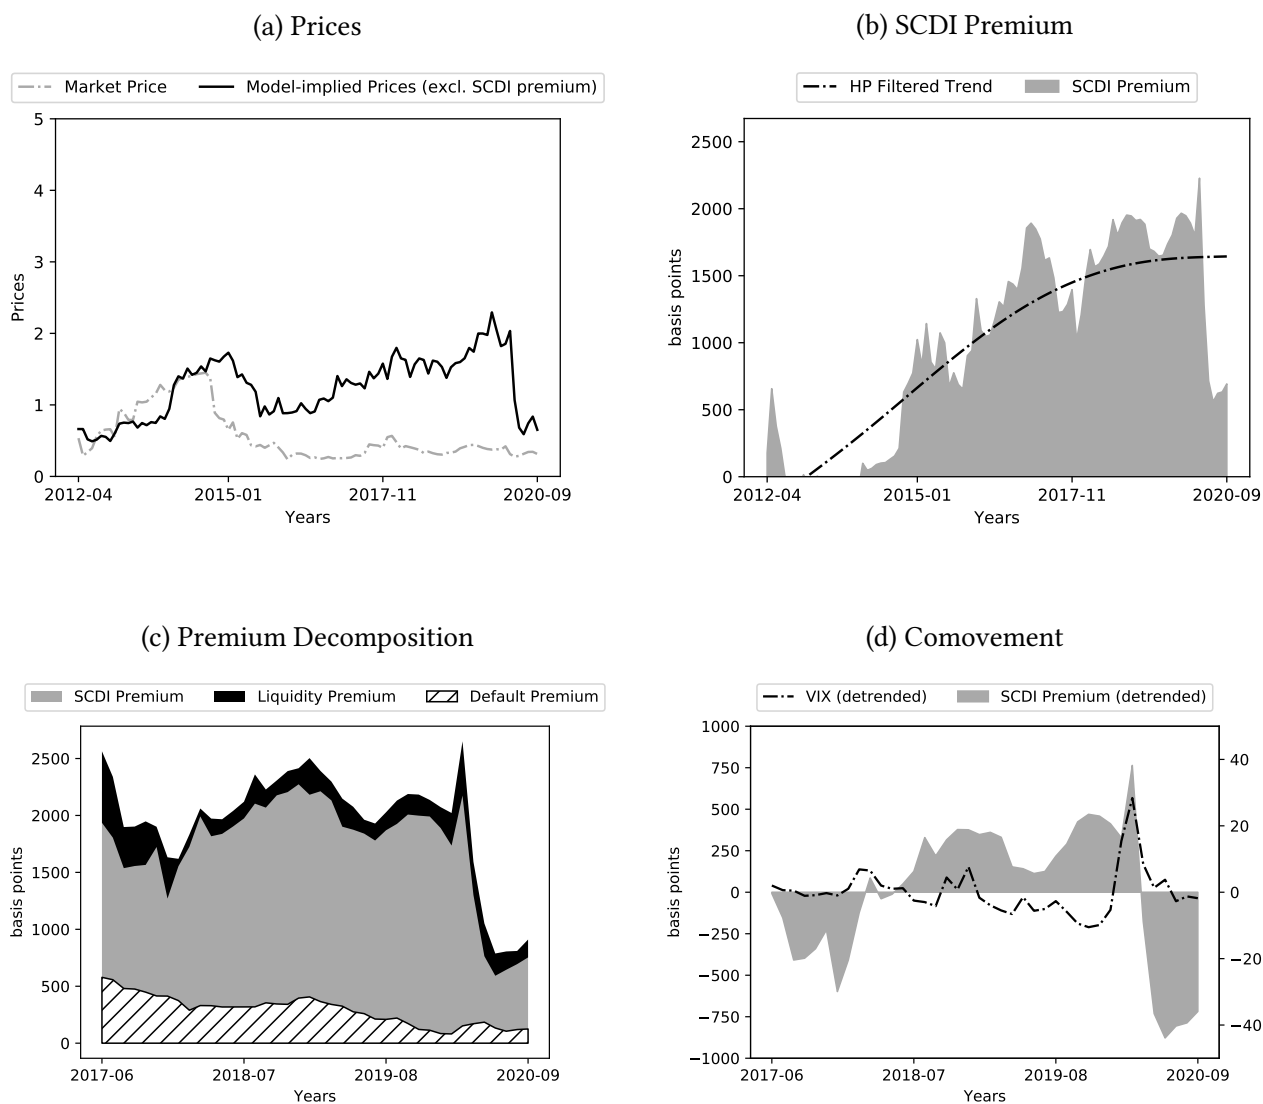 (a) Prices
Market Price
Model-implied Prices (excl. SCDI premium)
5
4
3
2
1
0
Prices
2012-04
2015-01
2017-11
2020-09
Years
(b) SCDI Premium
HP Filtered Trend
SCDI Premium
2500
2000
1500
1000
500
0
basis points
2012-04
2015-01
2017-11
2020-09
Years
(c) Premium Decomposition
SCDI Premium
Liquidity Premium
Default Premium
2500
2000
1500
1000
500
0
basis points
2017-06
2018-07
2019-08
2020-09
Years
(d) Comovement
VIX (detrended)
SCDI Premium (detrended)
1000
750
500
250
0
−250
−500
−750
−1000
basis points
40
20
0
−20
−40
2017-06
2018-07
2019-08
2020-09
Years